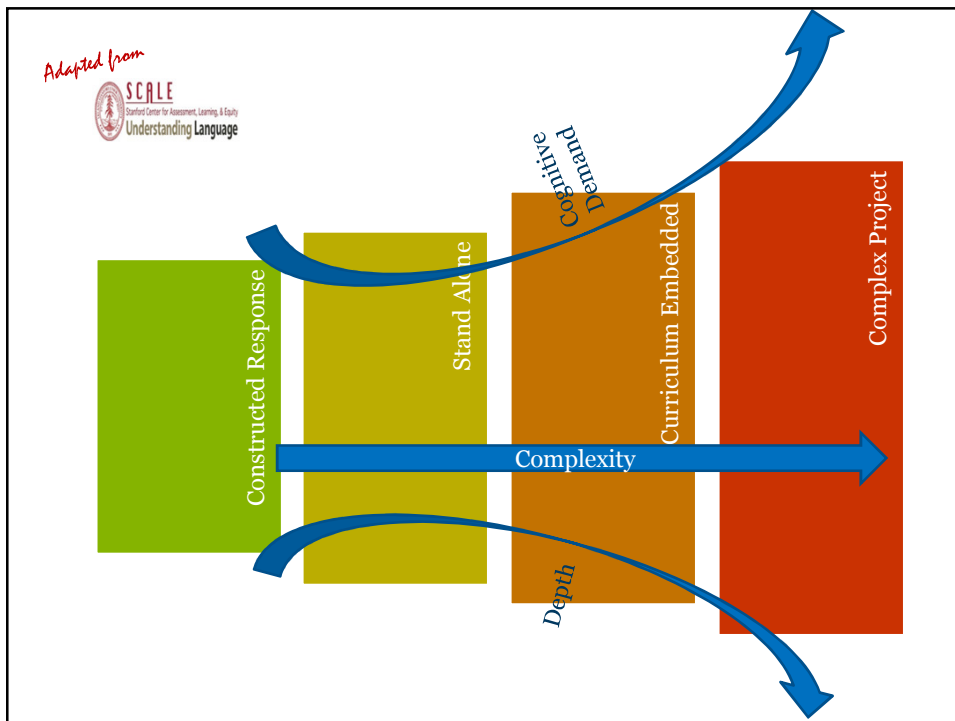 Adapted from
SCALE
Stanford Center for Assessment, Learning, & Equity
Understanding Language
Cognitive
Demand
Constructed Response
Stand Alone
Curriculum Embedded
Complex Project
Complexity
Depth